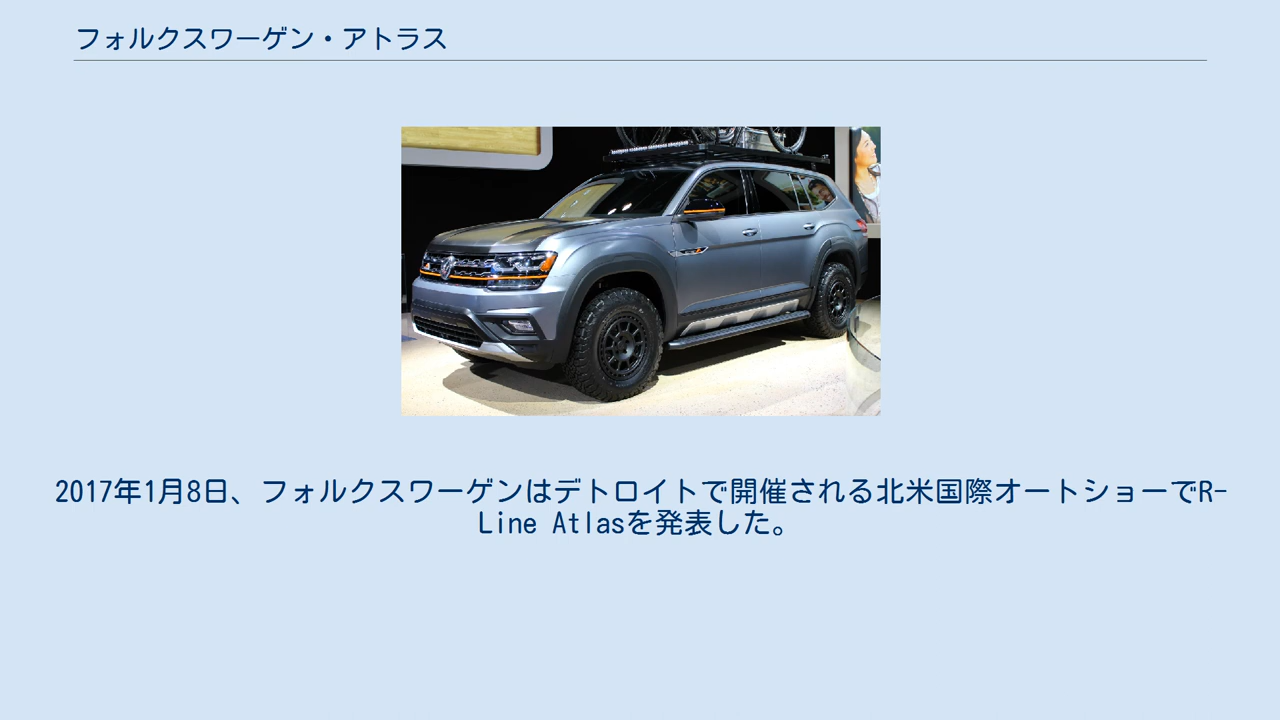 フォルクスワーゲン・アトラス
2017年1月8日、フォルクスワーゲンはデトロイトで開催される北米国際オートショーでR-
Line Atlasを発表した。